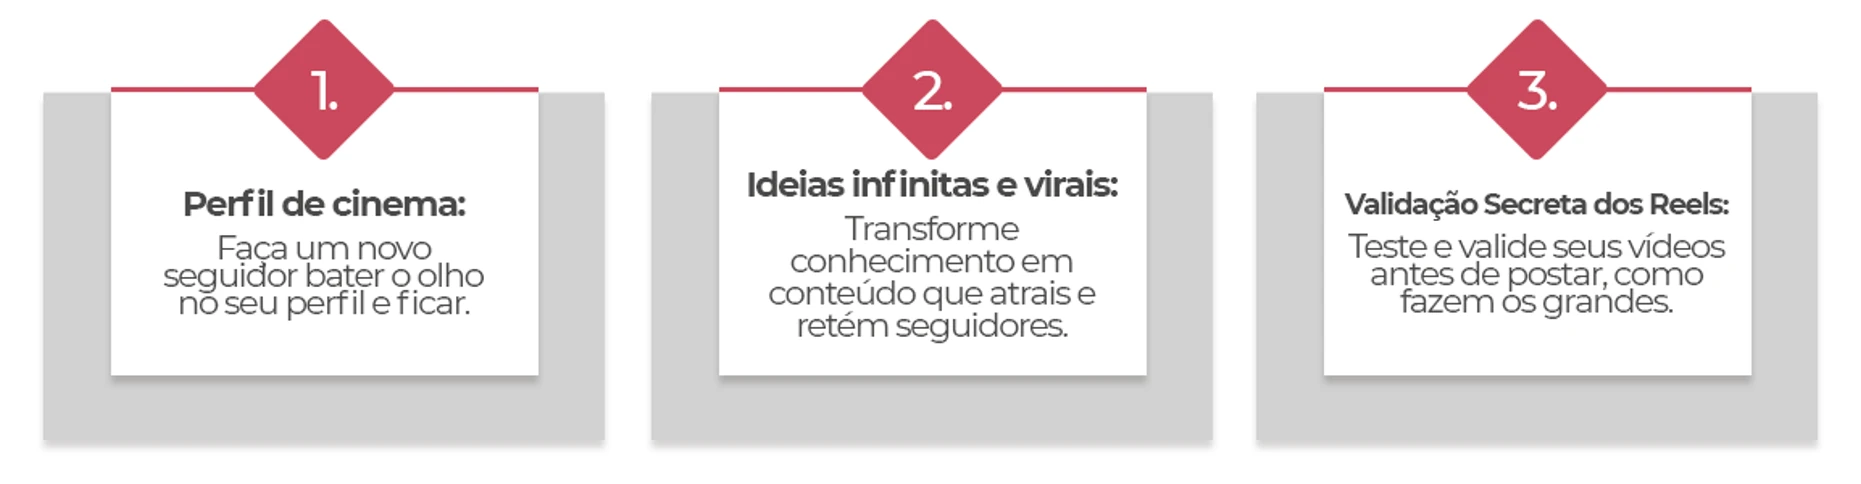 1.
Perfil de cinema:
Faça um novo
seguidor bater o olho
no seu perfil e ficar.
2.
Ideias infinitas e virais:
Transforme
conhecimento em
conteúdo que atrais e
retém seguidores.
3.
Validação Secreta dos Reels:
Teste e valide seus vídeos
antes de postar, como
fazem os grandes.